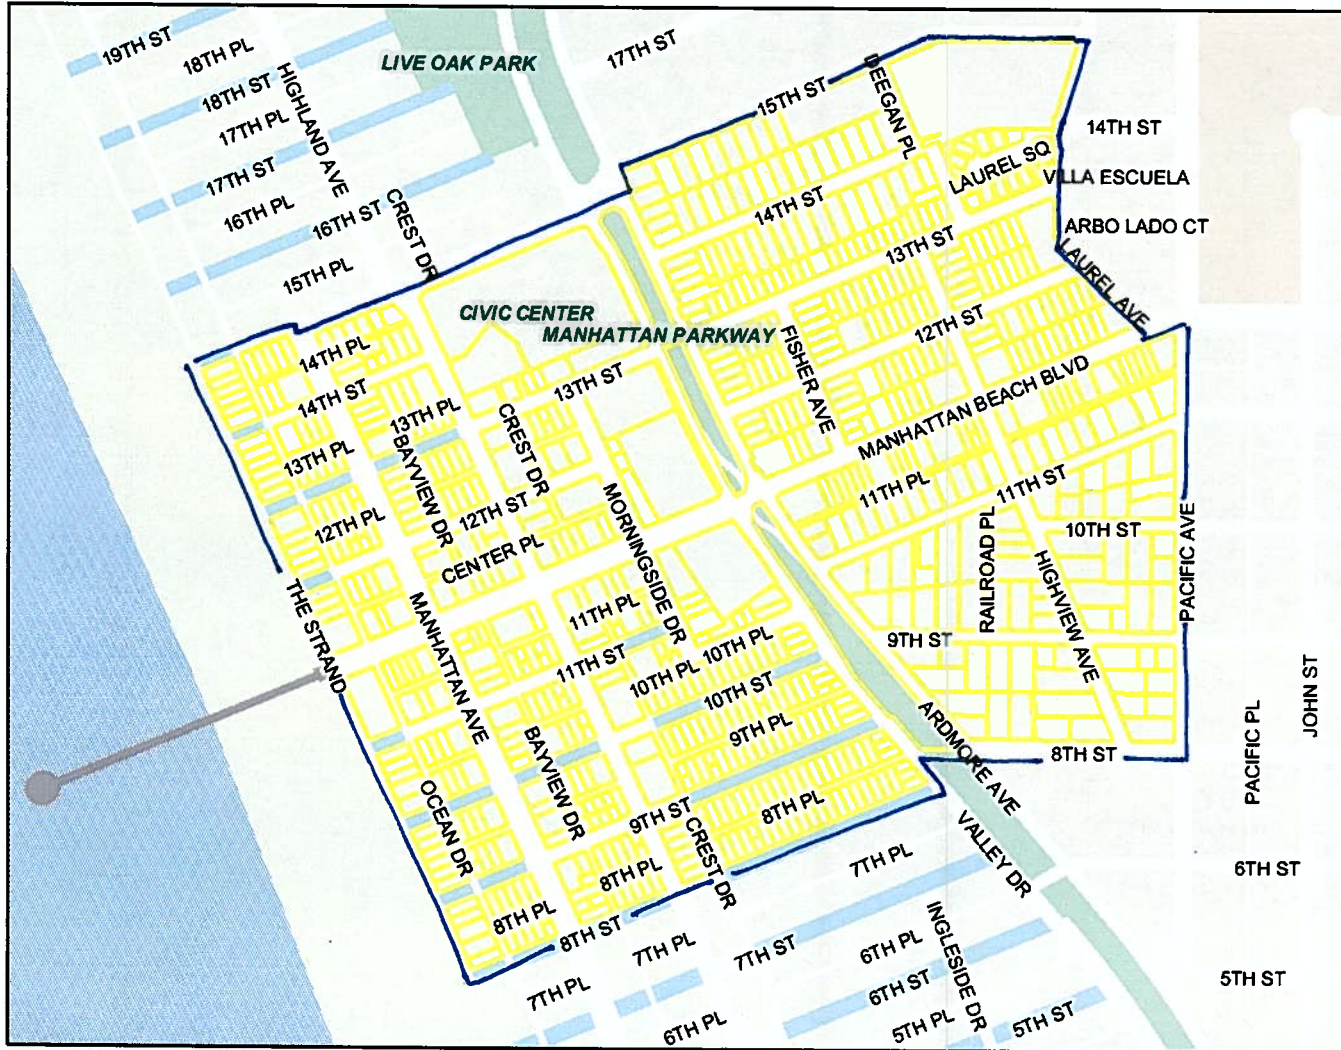 19TH ST
18TH PL
HIGHLAND AVE
LIVE OAK PARK
17TH ST
18TH ST
17TH PL
17TH ST
16TH PL
16TH ST
15TH PL
CREST DR
15TH ST
DEEGAN PL
14TH ST
LAUREL SQ
VILLA ESCUELA
14TH ST
ARBO LADO CT
LAUREL AVE
13TH ST
CIVIC CENTER
MANHATTAN PARKWAY
FISHER AVE
12TH ST
14TH PL
14TH ST
13TH ST
13TH PL
BAYVIEW DR
CREST DR
13TH PL
MANHATTAN BEACH BLVD
12TH PL
12TH ST
CENTER PL
MORNINGSIDE DR
11TH PL
11TH ST
RAILROAD PL
10TH ST
PACIFIC AVE
HIGHVIEW AVE
THE STRAND
MANHATTAN AVE
11TH PL
11TH ST
10TH PL
10TH PL
10TH ST
9TH PL
9TH ST
JOHN ST
PACIFIC PL
BAYVIEW DR
ARDMORE AVE
8TH ST
OCEAN DR
9TH ST
8TH PL
CREST DR
VALLEY DR
8TH PL
7TH PL
6TH ST
8TH PL
8TH ST
7TH PL
7TH ST
6TH PL
INGLESIDE DR
7TH PL
6TH ST
5TH ST
6TH PL
5TH PL
5TH ST